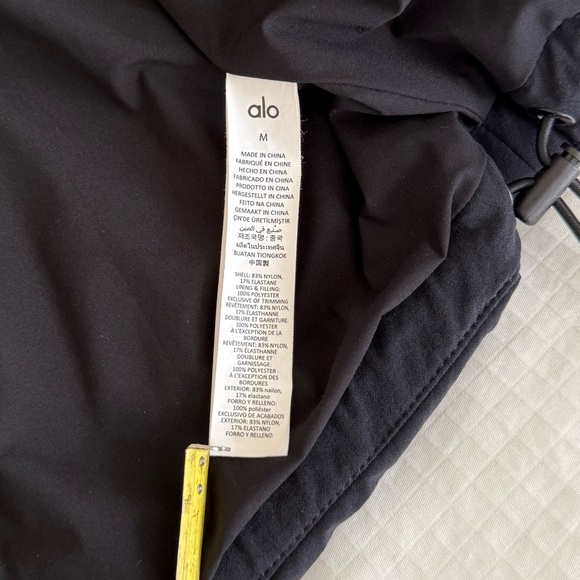 alo
M
MADE IN CHINA
FABRIQUÉ EN CHINE
HECHO EN CHINA
FABRICADO EN CHINA
PRODOTTO IN CINA
HERGESTELLT IN CHINA
FEITO NA CHINA
GEMAAKT IN CHINA
ÇIN'DE ÜRETİLMİŞTİR
صنع في الصين
제조국명 : 중국
ผลิตในประเทศจีน
BUATAN TIONGKOK
中国製
SHELL: 83% NYLON,
17% ELASTANE
LINING & FILLING:
100% POLYESTER
EXCLUSIVE OF TRIMMING
REVÊTEMENT: 83% NYLON,
17% ÉLASTHANNE
DOUBLURE ET GARNITURE:
100% POLYESTER
À L'EXCEPTION DE LA
BORDURE
REVÊTEMENT: 83% NYLON,
17% ÉLASTHANNE
DOUBLURE ET
GARNISSAGE:
100% POLYESTER
À L'EXCEPTION DES
BORDURES
EXTERIOR: 83% nailon,
17% elastano
FORRO Y RELLENO:
100% poliéster
EXCLUSIVO DE ACABADOS
EXTERIOR: 83% NYLON,
17% ELASTANO
FORRO Y RELLENO: